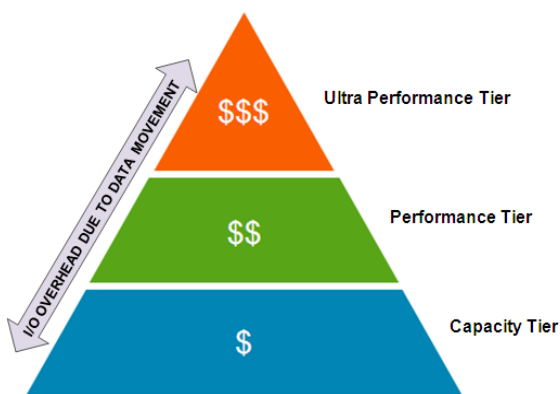 $$$
Ultra Performance Tier
I/O OVERHEAD DUE TO DATA MOVEMENT
$$
Performance Tier
$
Capacity Tier